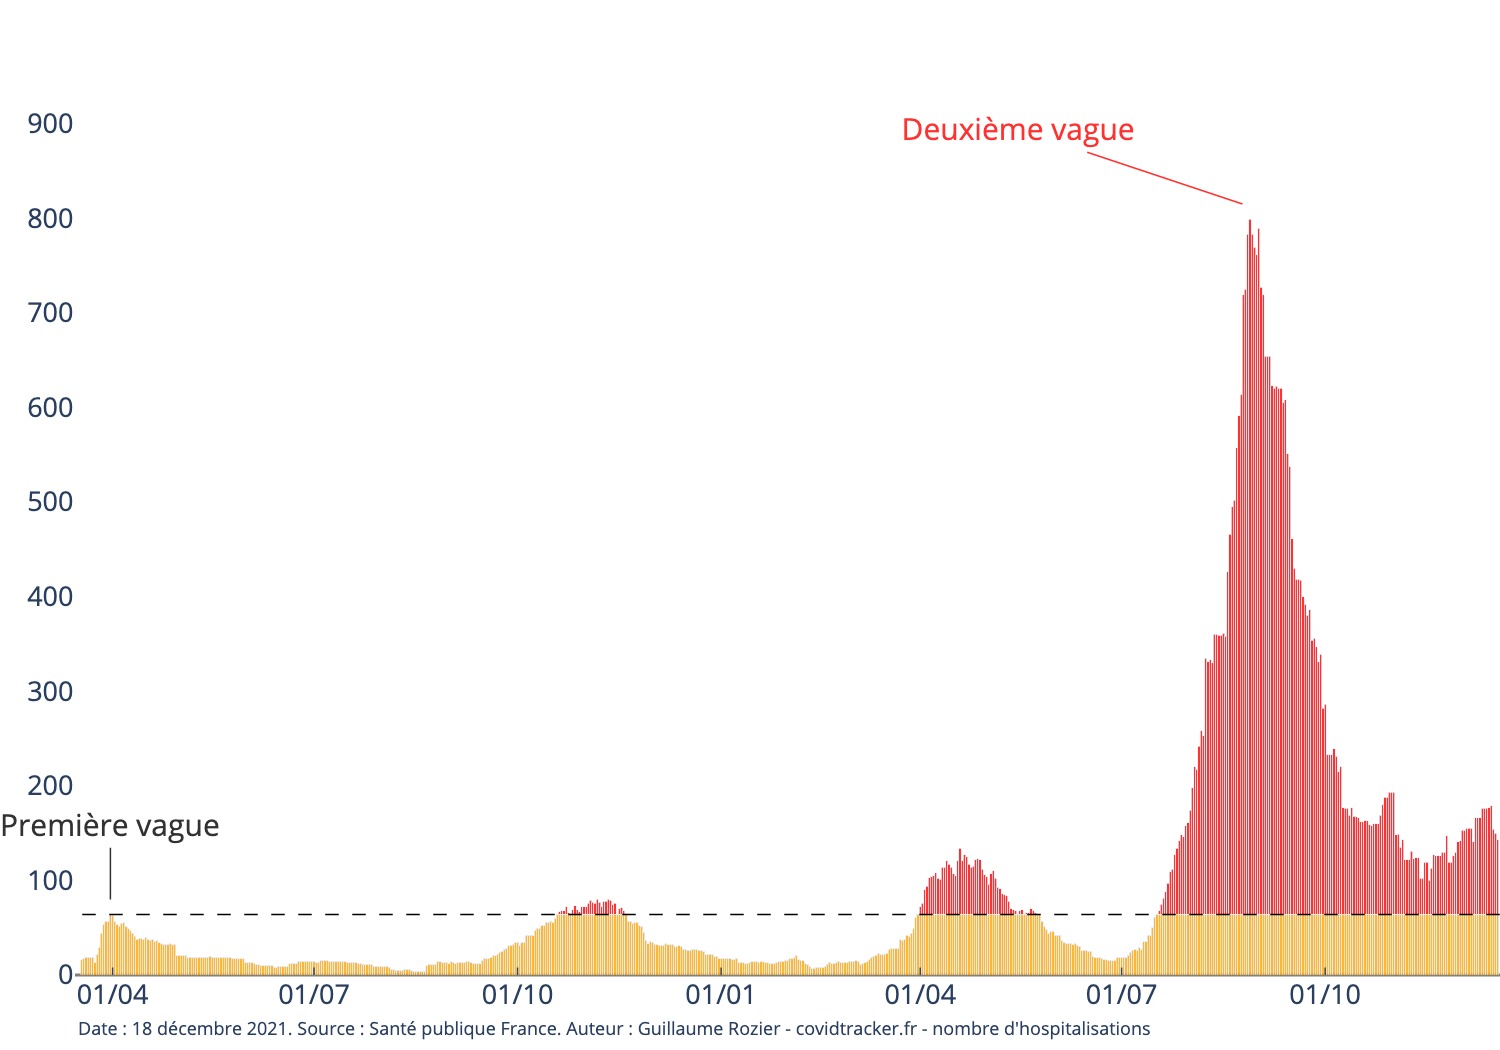 900
Deuxième vague
800
700
600
500
400
300
200
Première vague
100
0
01/04 01/07 01/10 01/01 01/04 01/07 01/10
Date : 18 décembre 2021. Source : Santé publique France. Auteur : Guillaume Rozier - covidtracker.fr - nombre d'hospitalisations